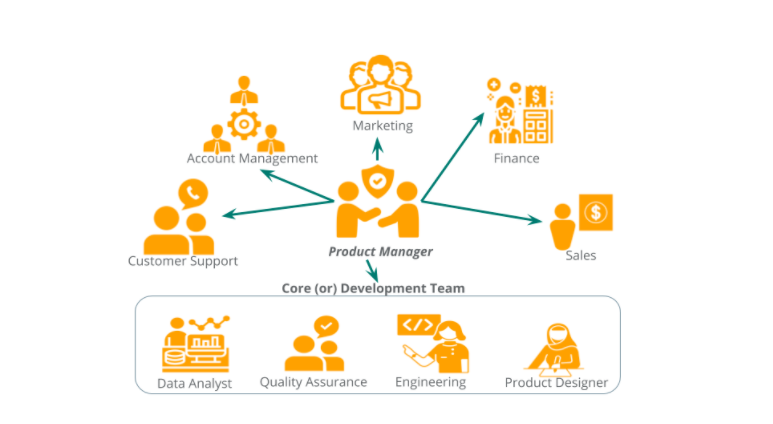 Marketing
Account Management
Finance
$
Customer Support
Product Manager
$
Sales
Core (or) Development Team
</>
Data Analyst
Quality Assurance
Engineering
Product Designer